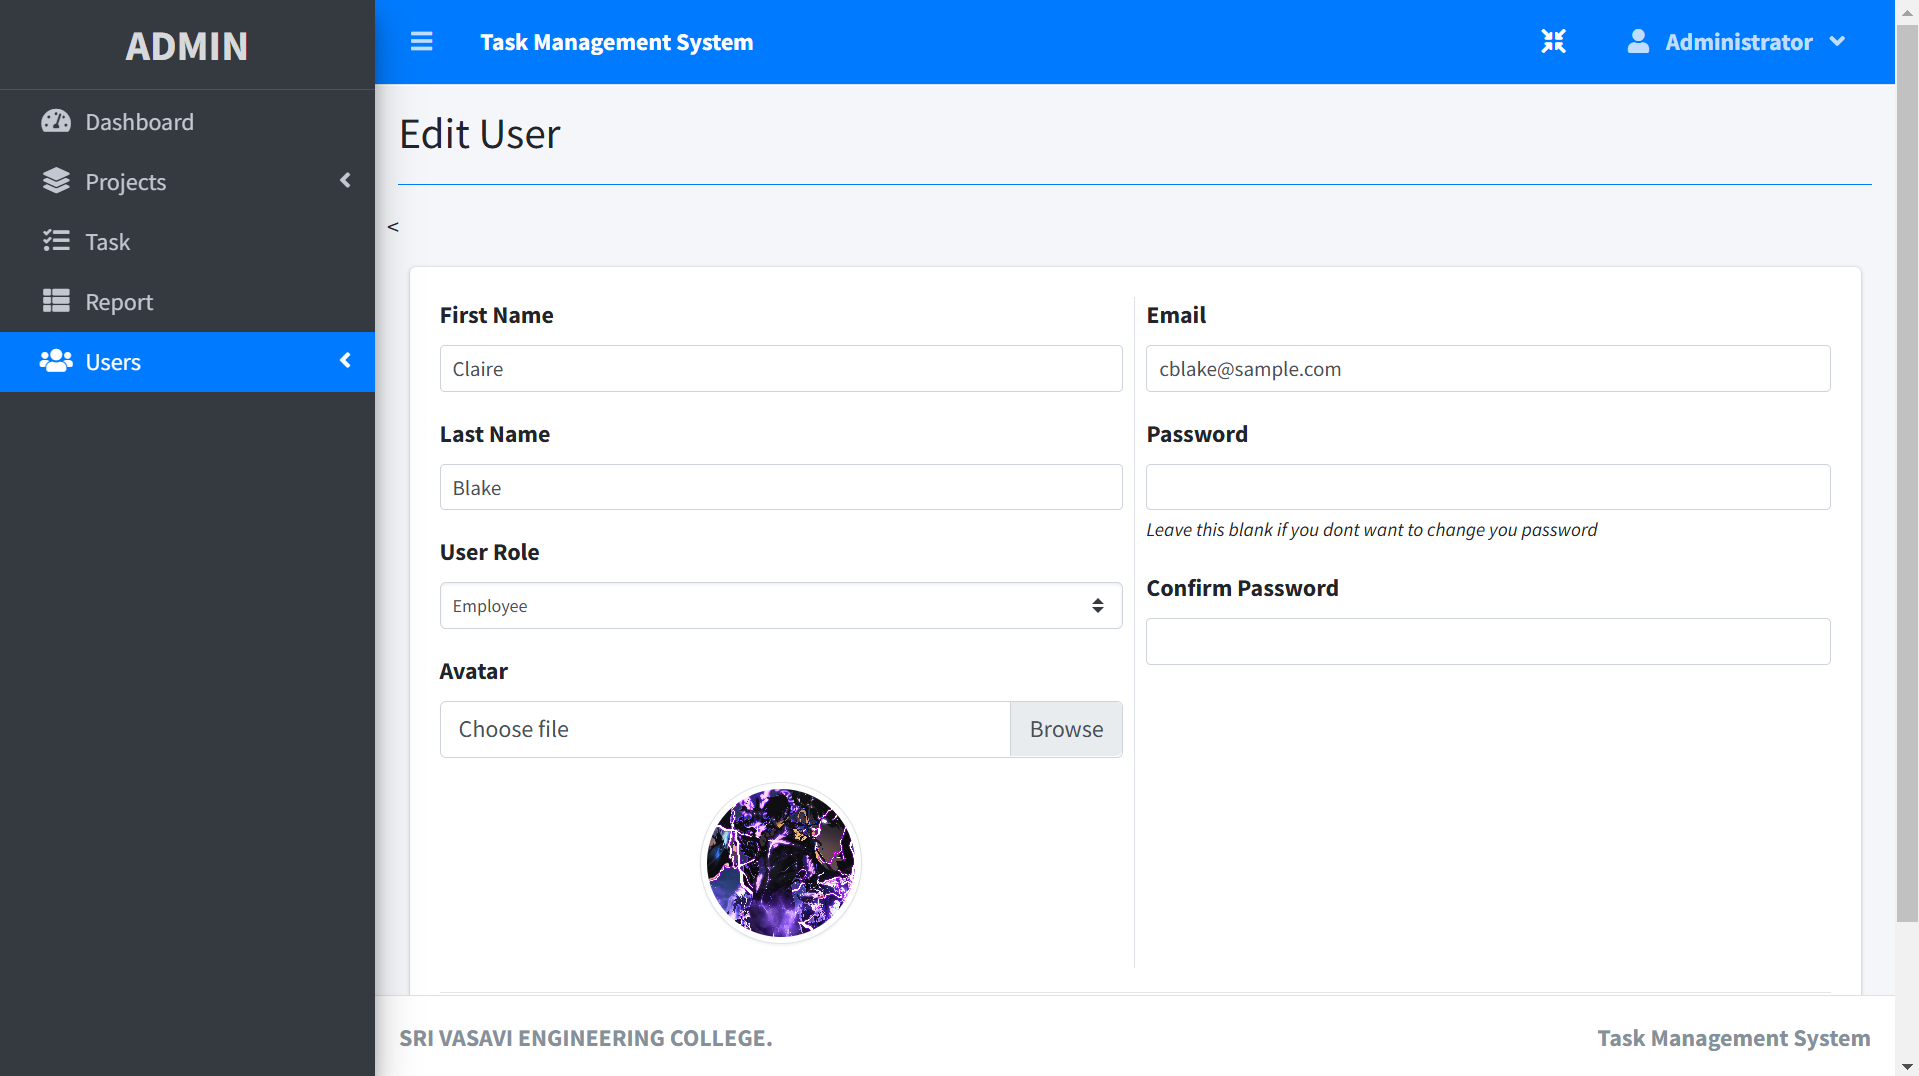 ADMIN
Task Management System
Administrator
Dashboard
Projects
Task
Report
Users
Edit User
<
First Name
Claire
Last Name
Blake
User Role
Employee
Avatar
Choose file
Browse
Email
cblake@sample.com
Password
Leave this blank if you dont want to change you password
Confirm Password
SRI VASAVI ENGINEERING COLLEGE.
Task Management System